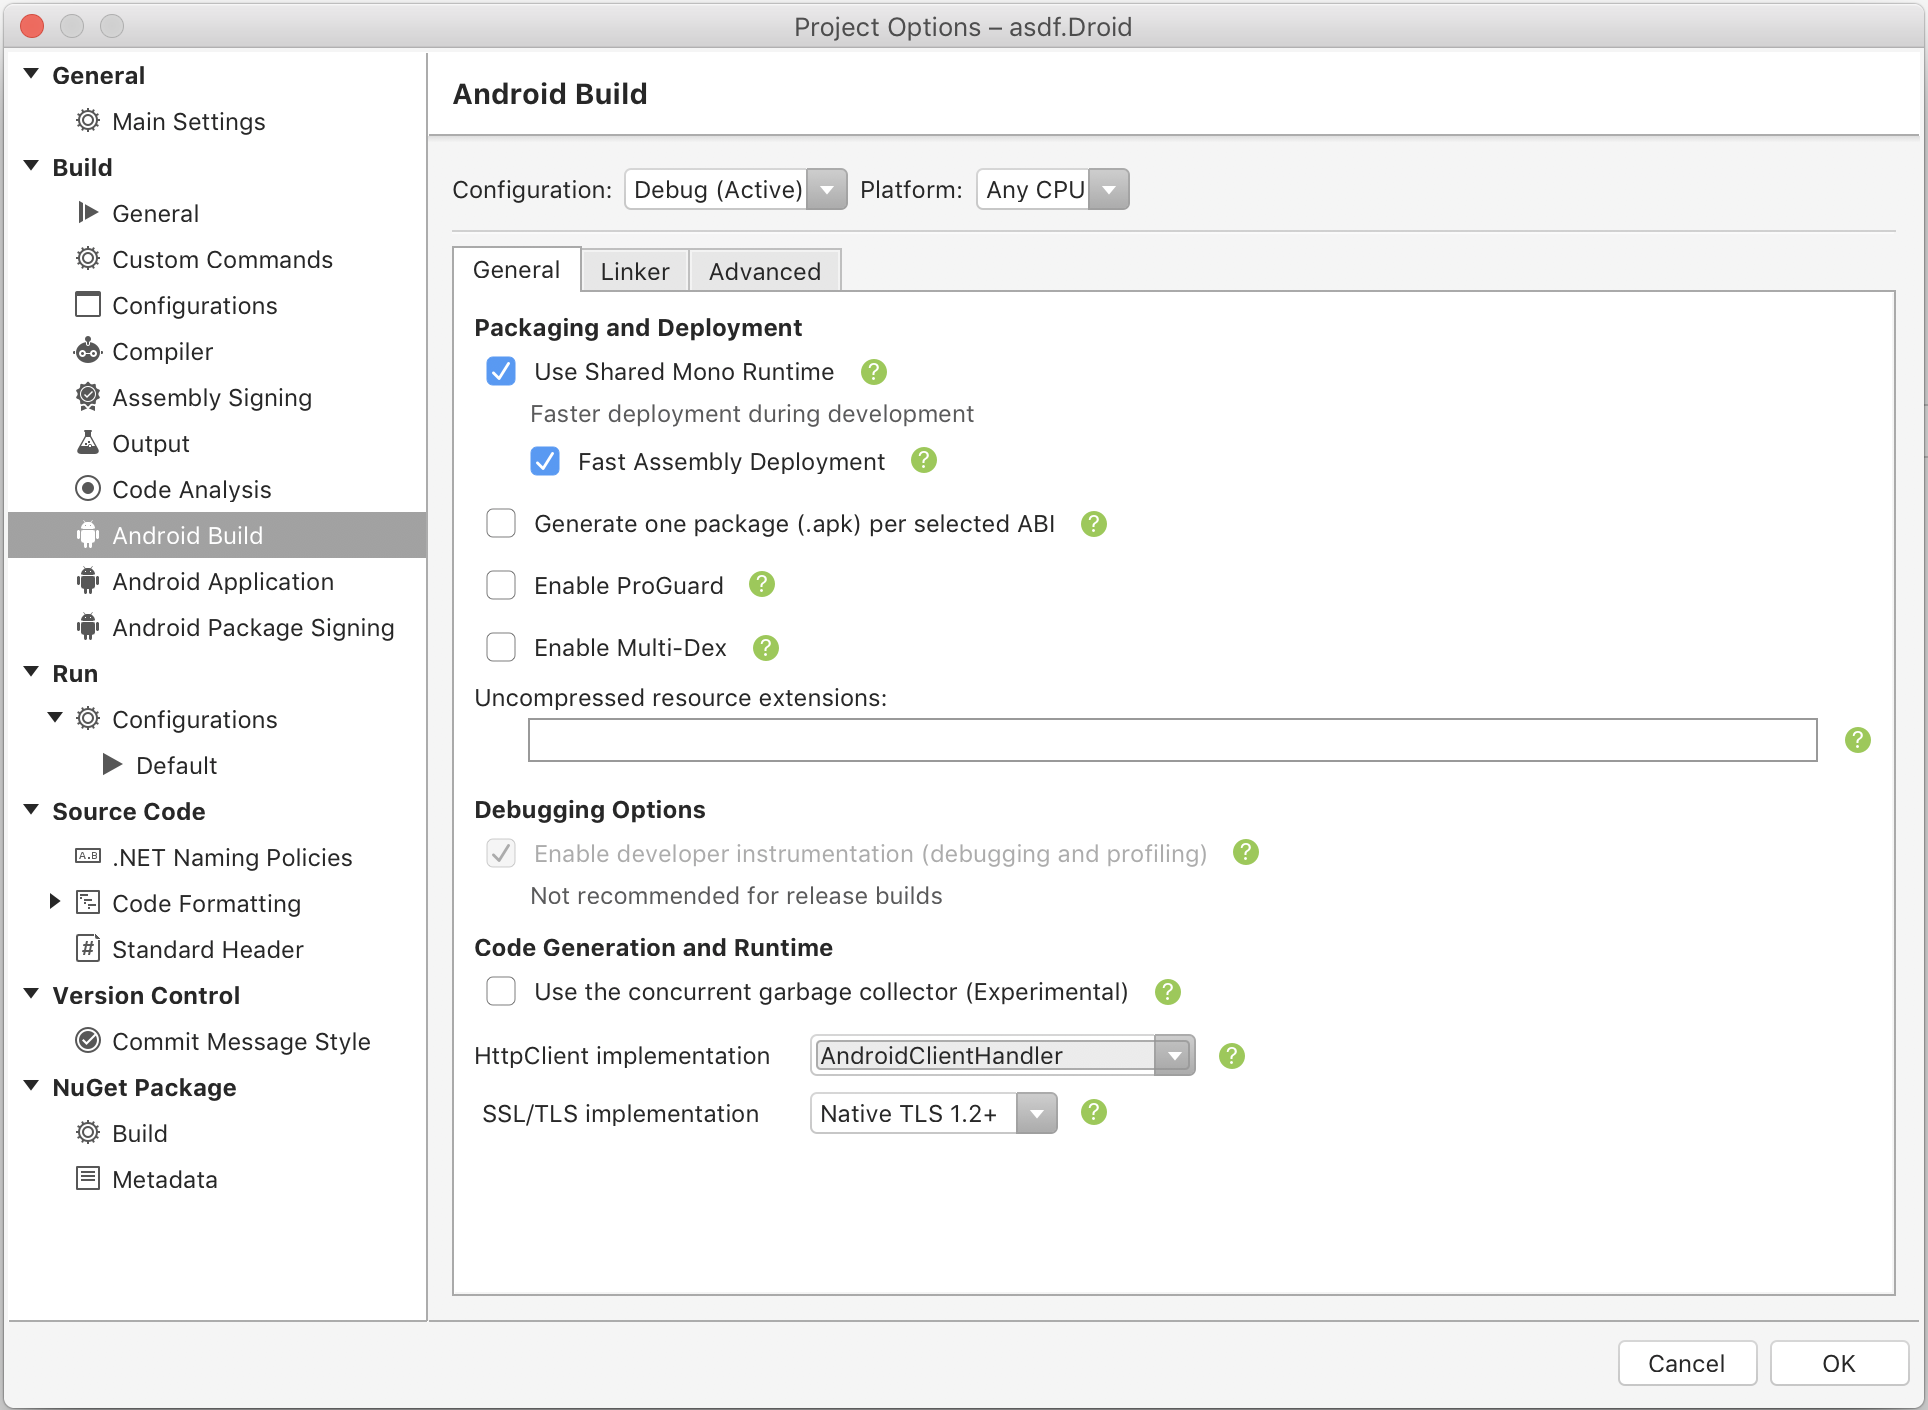 Project Options – asdf.Droid
General
Main Settings
Build
General
Custom Commands
Configurations
Compiler
Assembly Signing
Output
Code Analysis
Android Build
Android Application
Android Package Signing
Run
Configurations
Default
Source Code
A.B .NET Naming Policies
Code Formatting
# Standard Header
Version Control
Commit Message Style
NuGet Package
Build
Metadata
Android Build
Configuration: Debug (Active) Platform: Any CPU
General Linker Advanced
Packaging and Deployment
Use Shared Mono Runtime ?
Faster deployment during development
Fast Assembly Deployment ?
Generate one package (.apk) per selected ABI ?
Enable ProGuard ?
Enable Multi-Dex ?
Uncompressed resource extensions:
?
Debugging Options
Enable developer instrumentation (debugging and profiling) ?
Not recommended for release builds
Code Generation and Runtime
Use the concurrent garbage collector (Experimental) ?
HttpClient implementation AndroidClientHandler ?
SSL/TLS implementation Native TLS 1.2+ ?
Cancel OK